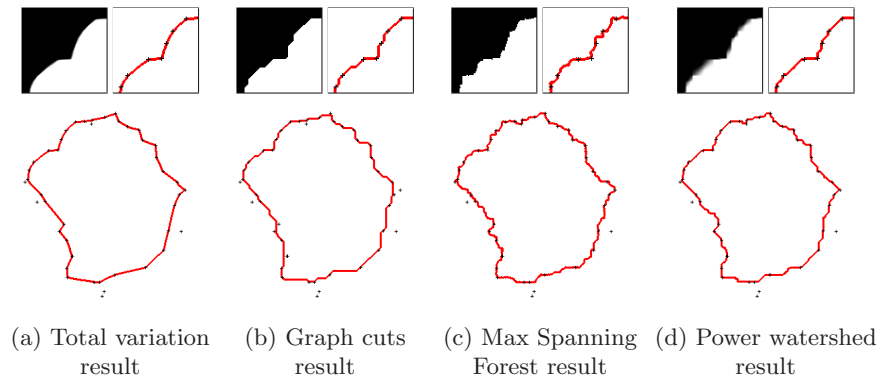 (a) Total variation
result
(b) Graph cuts
result
(c) Max Spanning
Forest result
(d) Power watershed
result